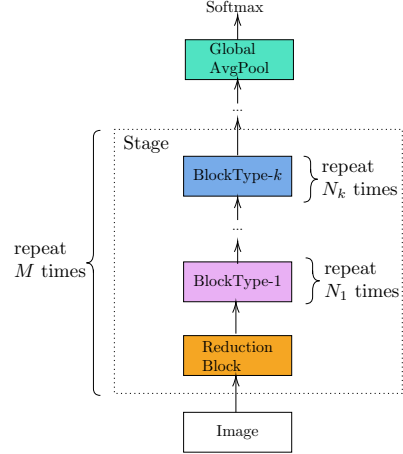 Softmax
Global
AvgPool
...
Stage
BlockType-k
repeat
N_k times
...
repeat
M times
BlockType-1
repeat
N_1 times
Reduction
Block
Image